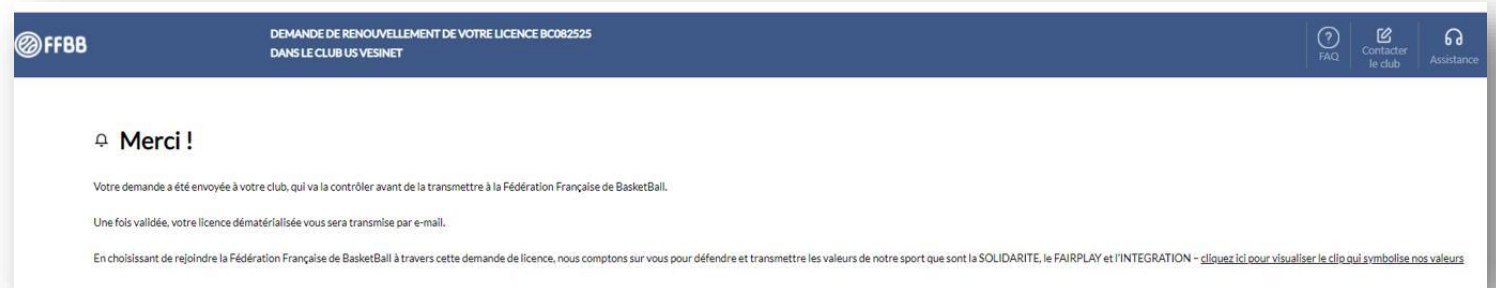 FFBB
DEMANDE DE RENOUVELLEMENT DE VOTRE LICENCE BC082525
DANS LE CLUB US VESINET
FAQ
Contacter
le club
Assistance
Merci !
Votre demande a été envoyée à votre club, qui va la contrôler avant de la transmettre à la Fédération Française de BasketBall.
Une fois validée, votre licence dématérialisée vous sera transmise par e-mail.
En choisissant de rejoindre la Fédération Française de BasketBall à travers cette demande de licence, nous comptons sur vous pour défendre et transmettre les valeurs de notre sport que sont la SOLIDARITE, le FAIRPLAY et l'INTEGRATION – cliquez ici pour visualiser le clip qui symbolise nos valeurs